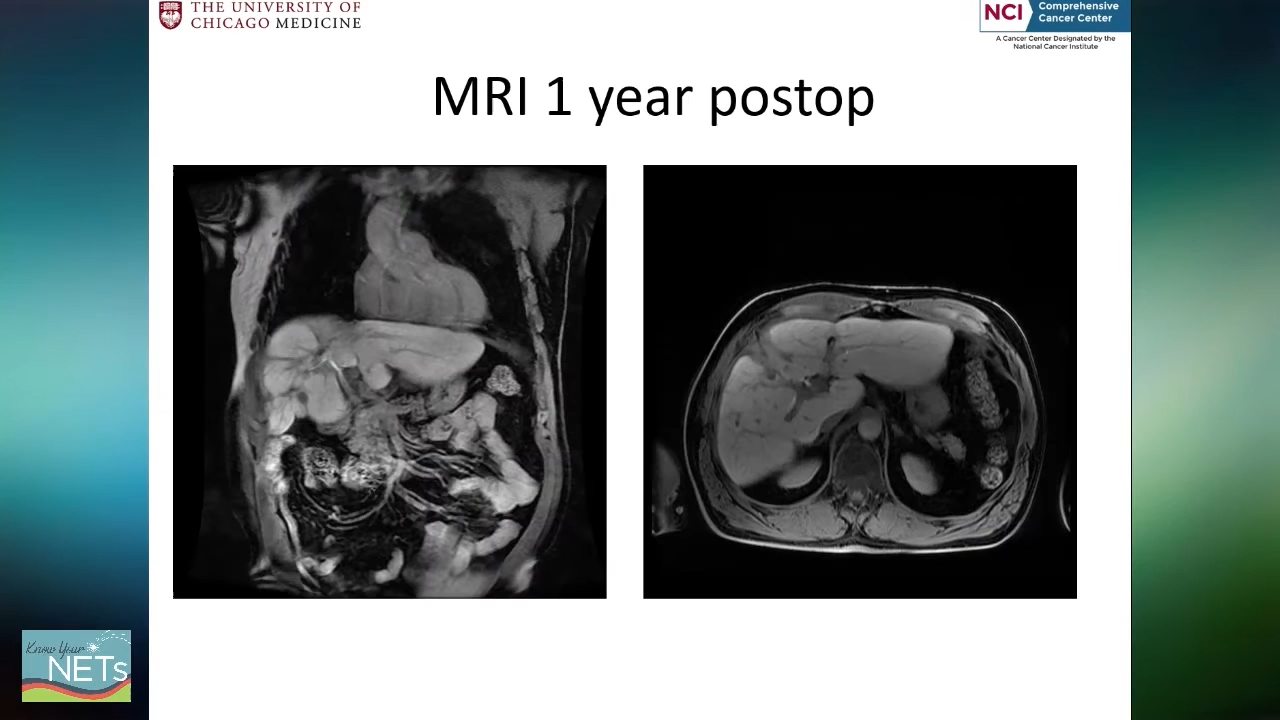 THE UNIVERSITY OF
CHICAGO MEDICINE
NCI
Comprehensive
Cancer Center
A Cancer Center Designated by the
National Cancer Institute
MRI 1 year postop
Know Your
NETs